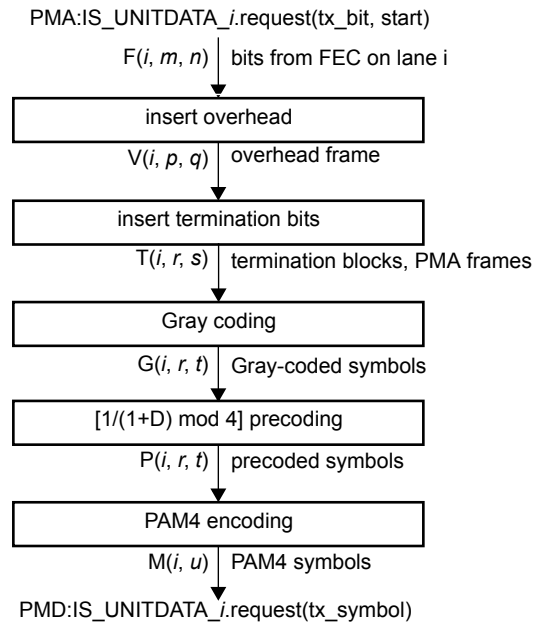 PMA:IS_UNITDATA_i.request(tx_bit, start)
F(i, m, n) bits from FEC on lane i
insert overhead
V(i, p, q) overhead frame
insert termination bits
T(i, r, s) termination blocks, PMA frames
Gray coding
G(i, r, t) Gray-coded symbols
[1/(1+D) mod 4] precoding
P(i, r, t) precoded symbols
PAM4 encoding
M(i, u) PAM4 symbols
PMD:IS_UNITDATA_i.request(tx_symbol)